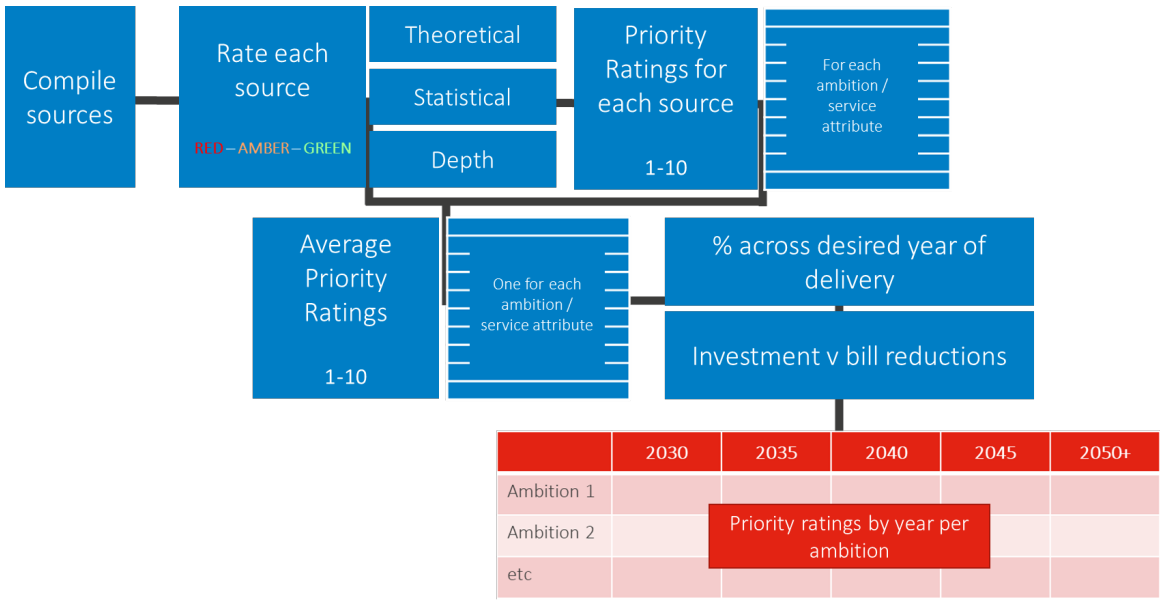 Compile
sources
Rate each
source
RED – AMBER – GREEN
Theoretical
Statistical
Depth
Priority
Ratings for
each source
1-10
For each
ambition /
service
attribute
Average
Priority
Ratings
1-10
One for each
ambition /
service attribute
% across desired year of
delivery
Investment v bill reductions
2030 2035 2040 2045 2050+
Ambition 1
Ambition 2
etc
Priority ratings by year per
ambition